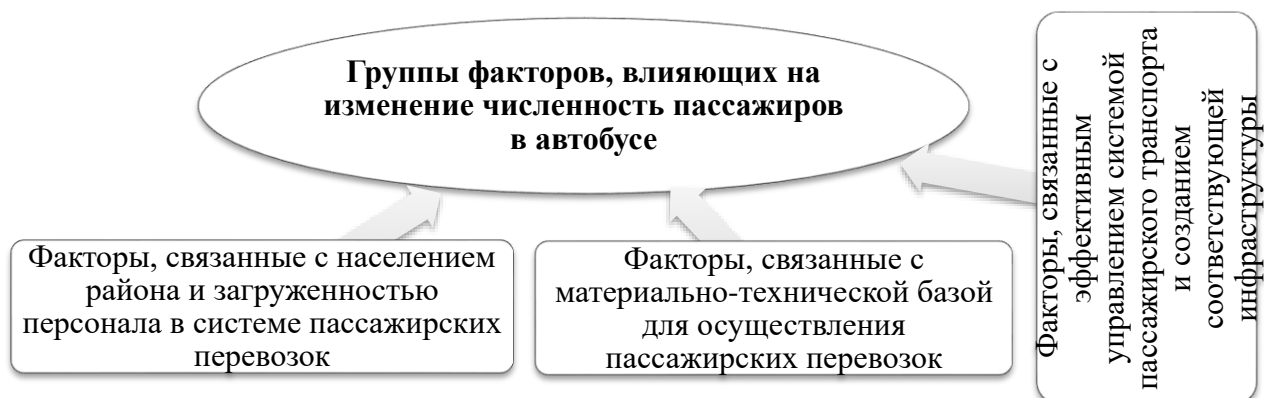 Группы факторов, влияющих на
изменение численность пассажиров
в автобусе
Факторы, связанные с населением
района и загруженностью
персонала в системе пассажирских
перевозок
Факторы, связанные с
материально-технической базой
для осуществления
пассажирских перевозок
Факторы, связанные с
эффективным
управлением системой
пассажирского транспорта
и созданием
соответствующей
инфраструктуры